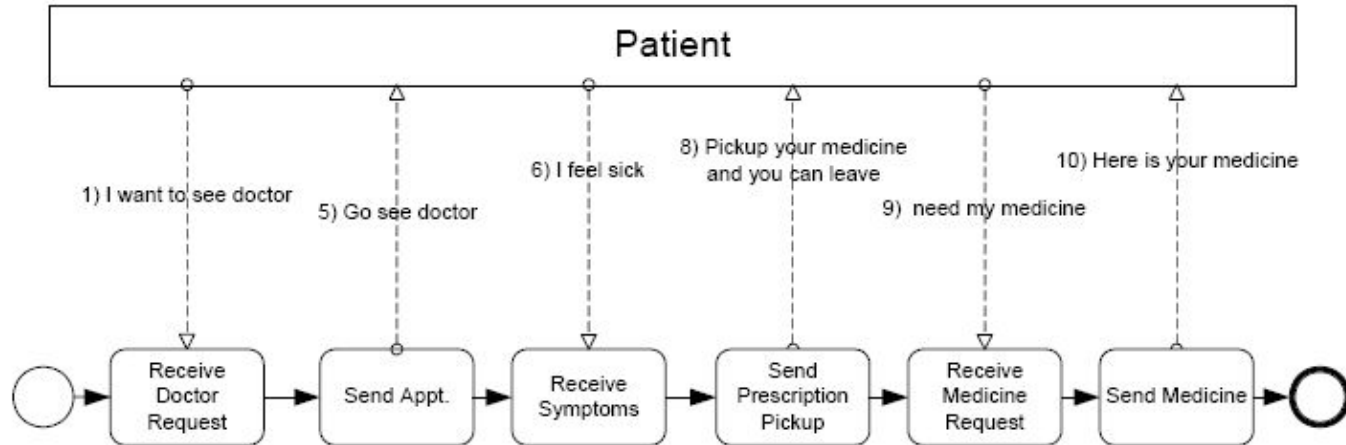 Patient
6) I feel sick
8) Pickup your medicine
and you can leave
10) Here is your medicine
1) I want to see doctor
5) Go see doctor
9) need my medicine
Receive
Doctor
Request
Send Appt.
Receive
Symptoms
Send
Prescription
Pickup
Receive
Medicine
Request
Send Medicine